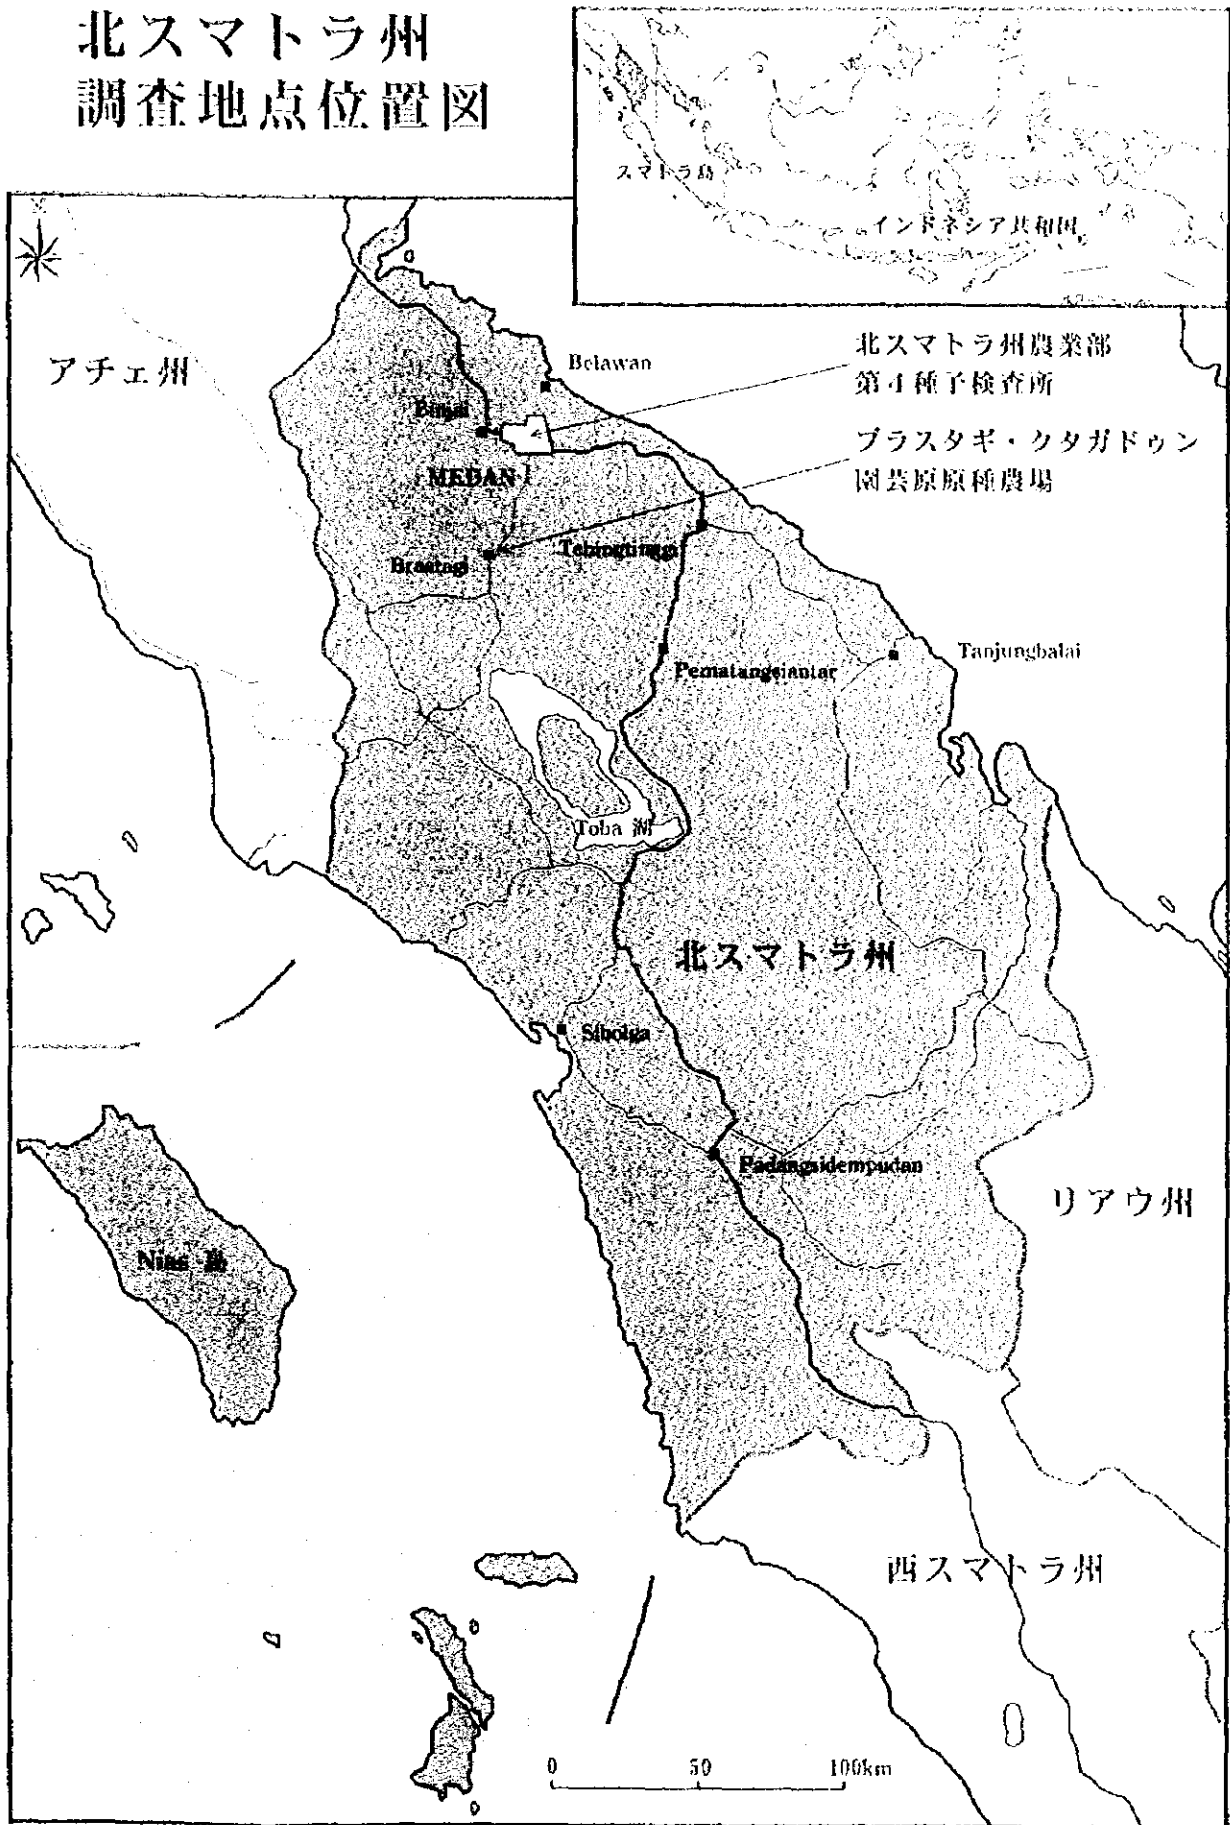 北スマトラ州
調査地点位置図
スマトラ島
インドネシア共和国
アチェ州
Belawan
北スマトラ州農業部
第4種子検査所
Binjai
ブラスタギ・クタガドゥン
園芸原原種農場
MEDAN
Tebingtinggi
Brastagi
Tanjungbalai
Pematangsiantar
Toba 湖
北スマトラ州
Sibolga
Padangsidempudan
リアウ州
Nias 島
西スマトラ州
0 50 100km